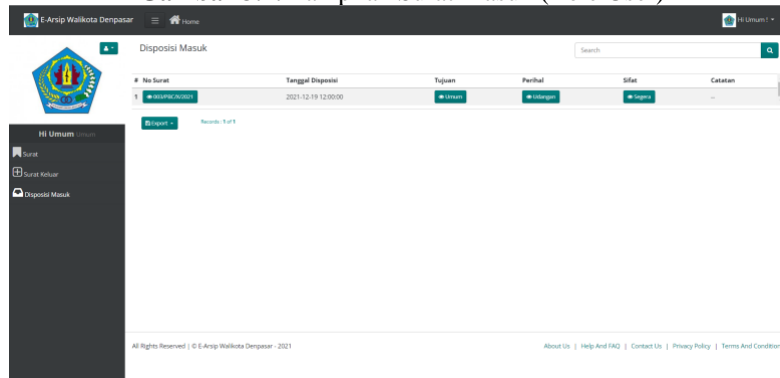 E-Arsip Walikota Denpasar
Home
Hi Umum !
Disposisi Masuk
Search
# No Surat Tanggal Disposisi Tujuan Perihal Sifat Catatan
1 2021-12-19 12:00:00 Umum Udangan Segera --
Export Records : 1 of 1
Hi Umum Umum
Surat
Surat Keluar
Disposisi Masuk
All Rights Reserved | © E-Arsip Walikota Denpasar - 2021
About Us | Help And FAQ | Contact Us | Privacy Policy | Terms And Condition